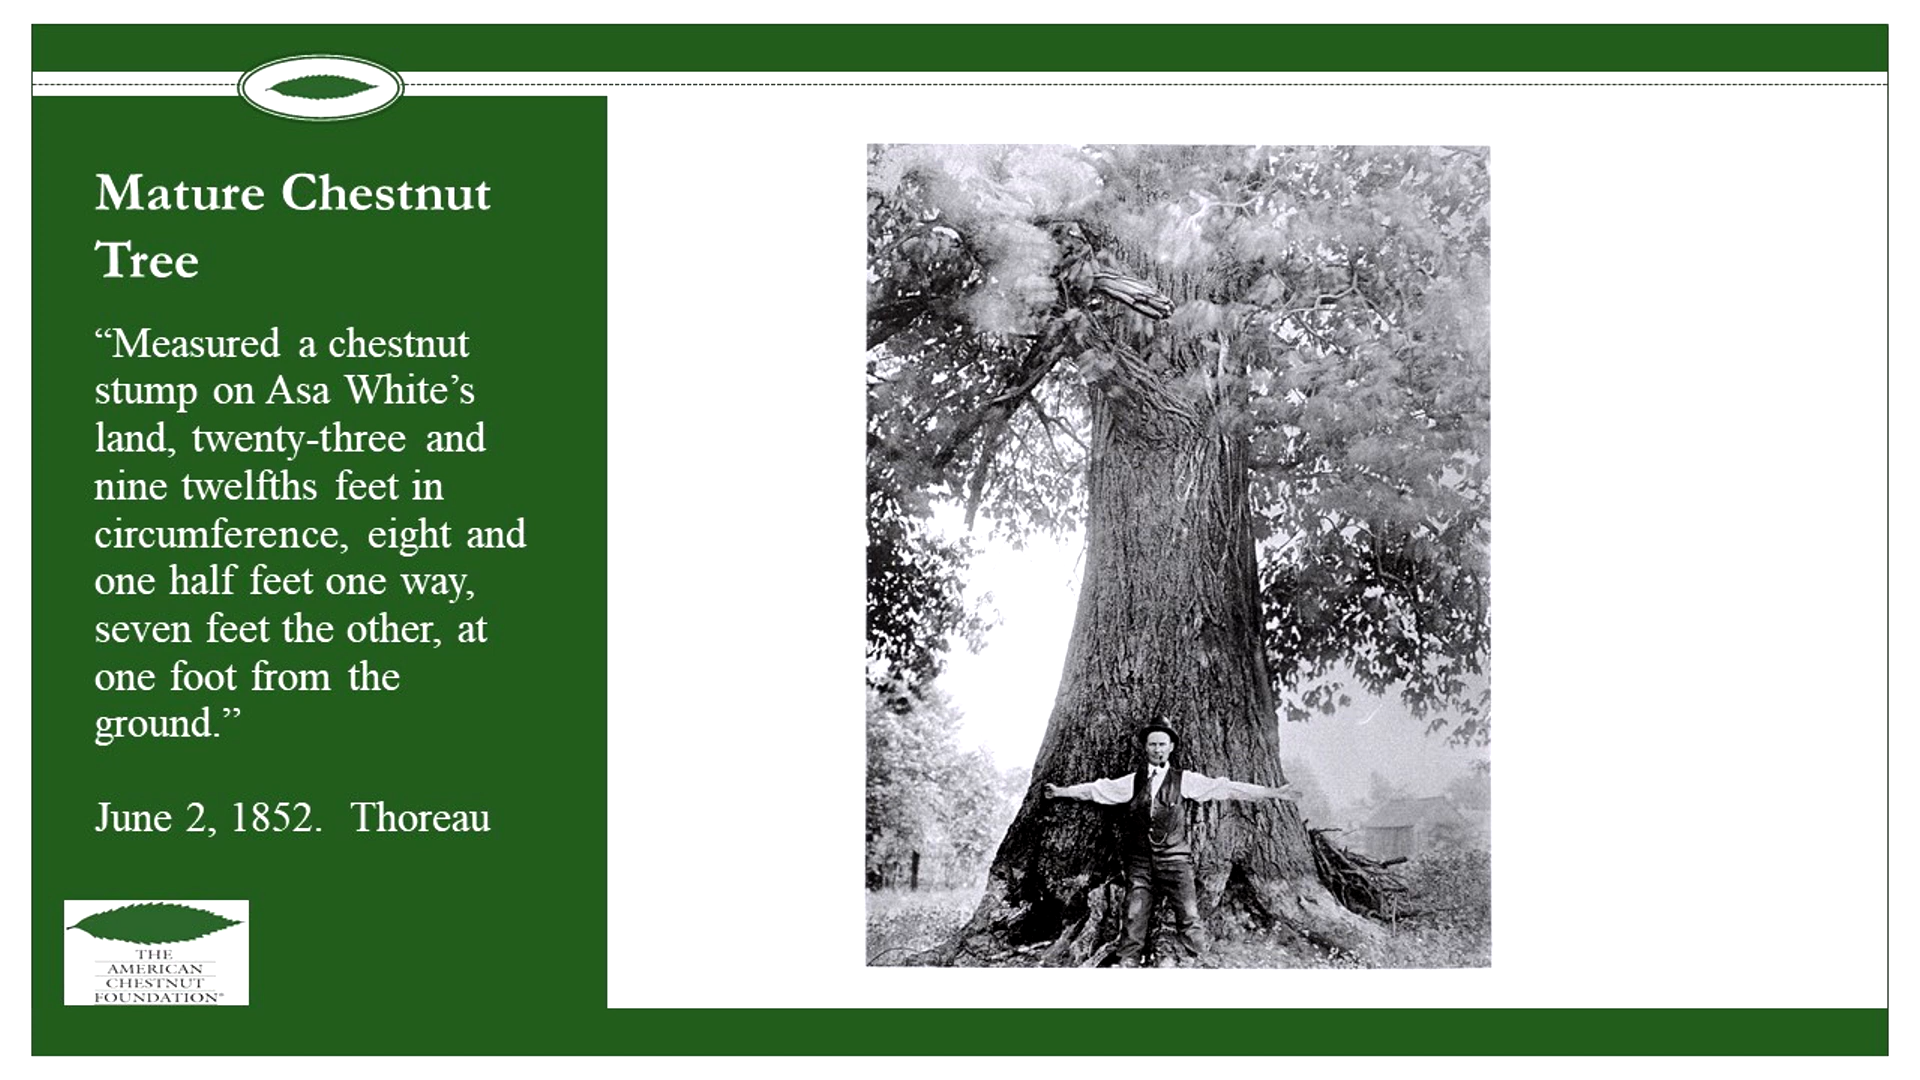 Mature Chestnut
Tree
“Measured a chestnut
stump on Asa White’s
land, twenty-three and
nine twelfths feet in
circumference, eight and
one half feet one way,
seven feet the other, at
one foot from the
ground.”
June 2, 1852. Thoreau
THE
AMERICAN
CHESTNUT
FOUNDATION®